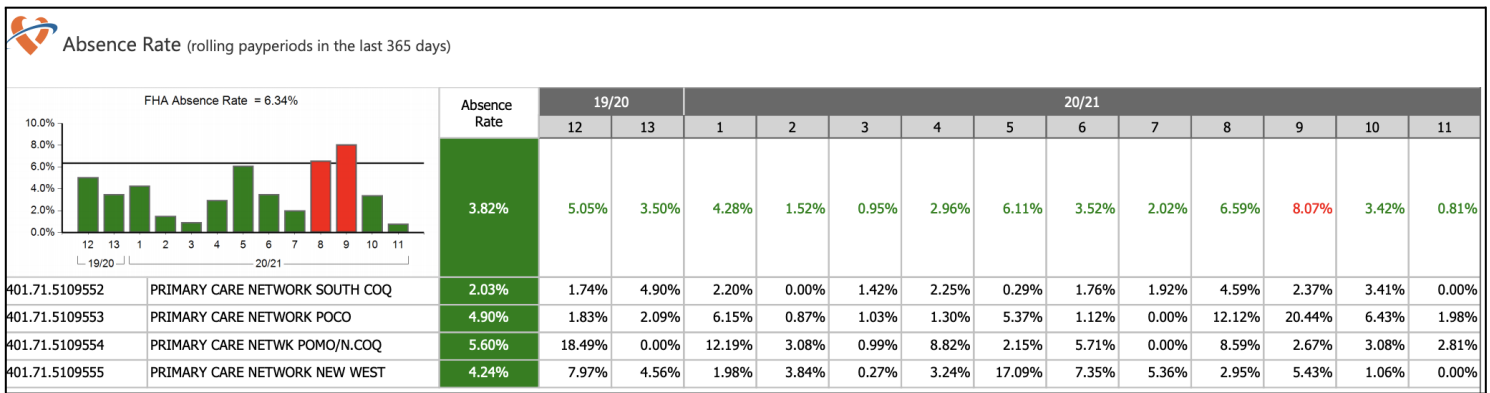 Absence Rate (rolling payperiods in the last 365 days)
FHA Absence Rate = 6.34%
10.0%
8.0%
6.0%
4.0%
2.0%
0.0%
12 13 1 2 3 4 5 6 7 8 9 10 11
19/20 20/21
Absence
Rate
19/20 20/21
12 13 1 2 3 4 5 6 7 8 9 10 11
3.82% 5.05% 3.50% 4.28% 1.52% 0.95% 2.96% 6.11% 3.52% 2.02% 6.59% 8.07% 3.42% 0.81%
401.71.5109552 PRIMARY CARE NETWORK SOUTH COQ 2.03% 1.74% 4.90% 2.20% 0.00% 1.42% 2.25% 0.29% 1.76% 1.92% 4.59% 2.37% 3.41% 0.00%
401.71.5109553 PRIMARY CARE NETWORK POCO 4.90% 1.83% 2.09% 6.15% 0.87% 1.03% 1.30% 5.37% 1.12% 0.00% 12.12% 20.44% 6.43% 1.98%
401.71.5109554 PRIMARY CARE NETWK POMO/N.COQ 5.60% 18.49% 0.00% 12.19% 3.08% 0.99% 8.82% 2.15% 5.71% 0.00% 8.59% 2.67% 3.08% 2.81%
401.71.5109555 PRIMARY CARE NETWORK NEW WEST 4.24% 7.97% 4.56% 1.98% 3.84% 0.27% 3.24% 17.09% 7.35% 5.36% 2.95% 5.43% 1.06% 0.00%